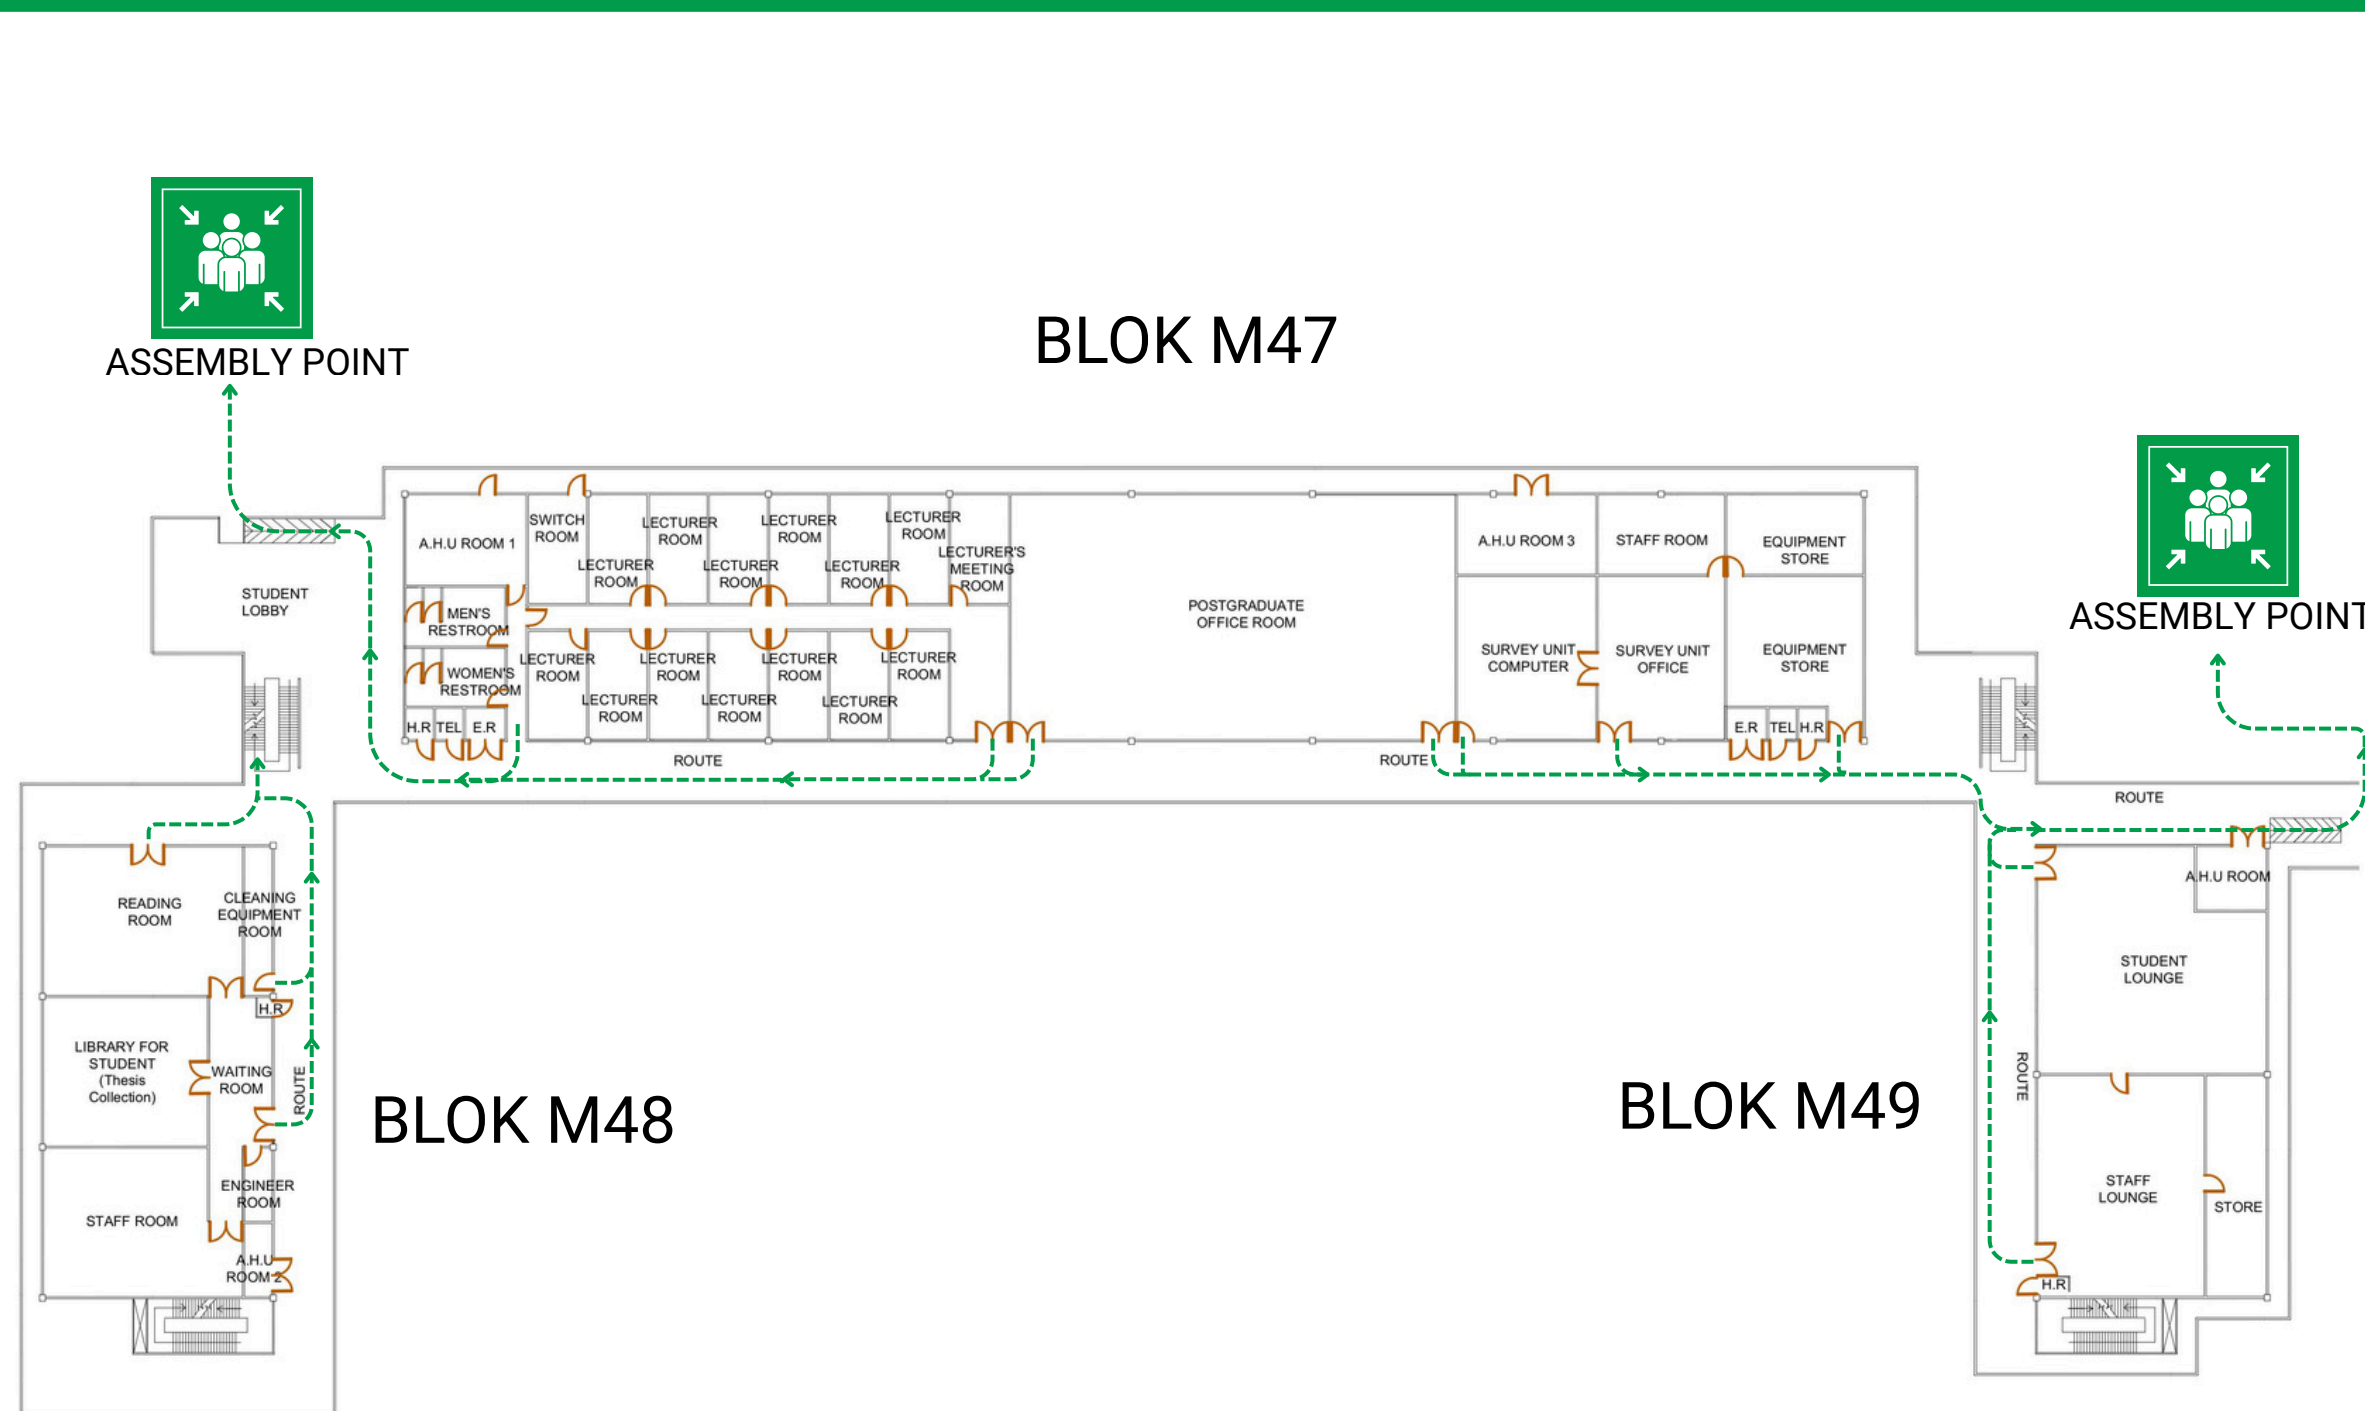 ASSEMBLY POINT
BLOK M47
ASSEMBLY POINT
STUDENT
LOBBY
A.H.U ROOM 1
SWITCH
ROOM
LECTURER
ROOM
LECTURER
ROOM
LECTURER
ROOM
LECTURER
ROOM
LECTURER
ROOM
LECTURER
ROOM
LECTURER'S
MEETING
ROOM
MEN'S
RESTROOM
WOMEN'S
RESTROOM
H.R
TEL
E.R
LECTURER
ROOM
LECTURER
ROOM
LECTURER
ROOM
LECTURER
ROOM
LECTURER
ROOM
LECTURER
ROOM
LECTURER
ROOM
ROUTE
POSTGRADUATE
OFFICE ROOM
ROUTE
A.H.U ROOM 3
STAFF ROOM
EQUIPMENT
STORE
SURVEY UNIT
COMPUTER
SURVEY UNIT
OFFICE
EQUIPMENT
STORE
E.R
TEL
H.R
ROUTE
READING
ROOM
CLEANING
EQUIPMENT
ROOM
H.R
LIBRARY FOR
STUDENT
(Thesis
Collection)
WAITING
ROOM
ROUTE
STAFF ROOM
ENGINEER
ROOM
A.H.U
ROOM 2
BLOK M48
BLOK M49
A.H.U ROOM
STUDENT
LOUNGE
ROUTE
STAFF
LOUNGE
STORE
H.R